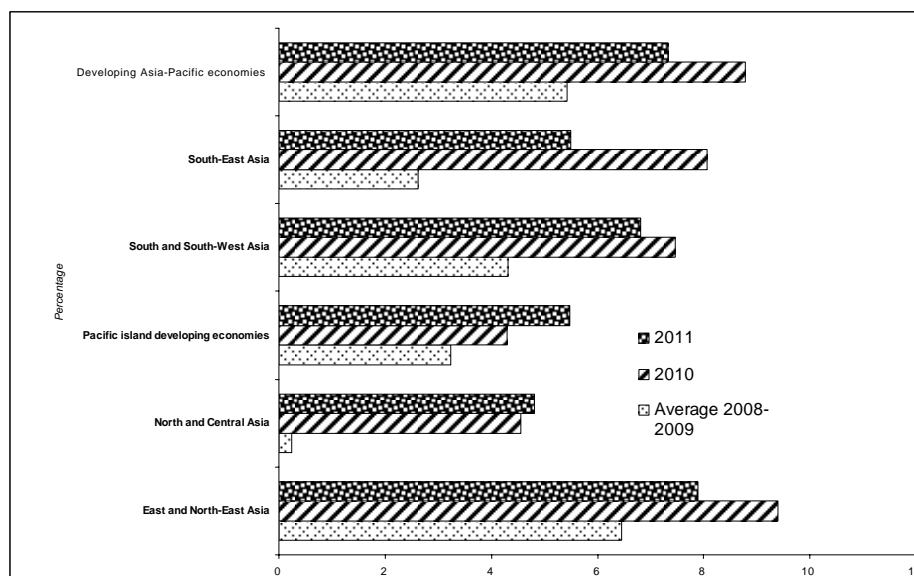 Developing Asia-Pacific economies
South-East Asia
South and South-West Asia
Percentage
Pacific island developing economies
North and Central Asia
East and North-East Asia
2011
2010
Average 2008-
2009
0 2 4 6 8 10 12